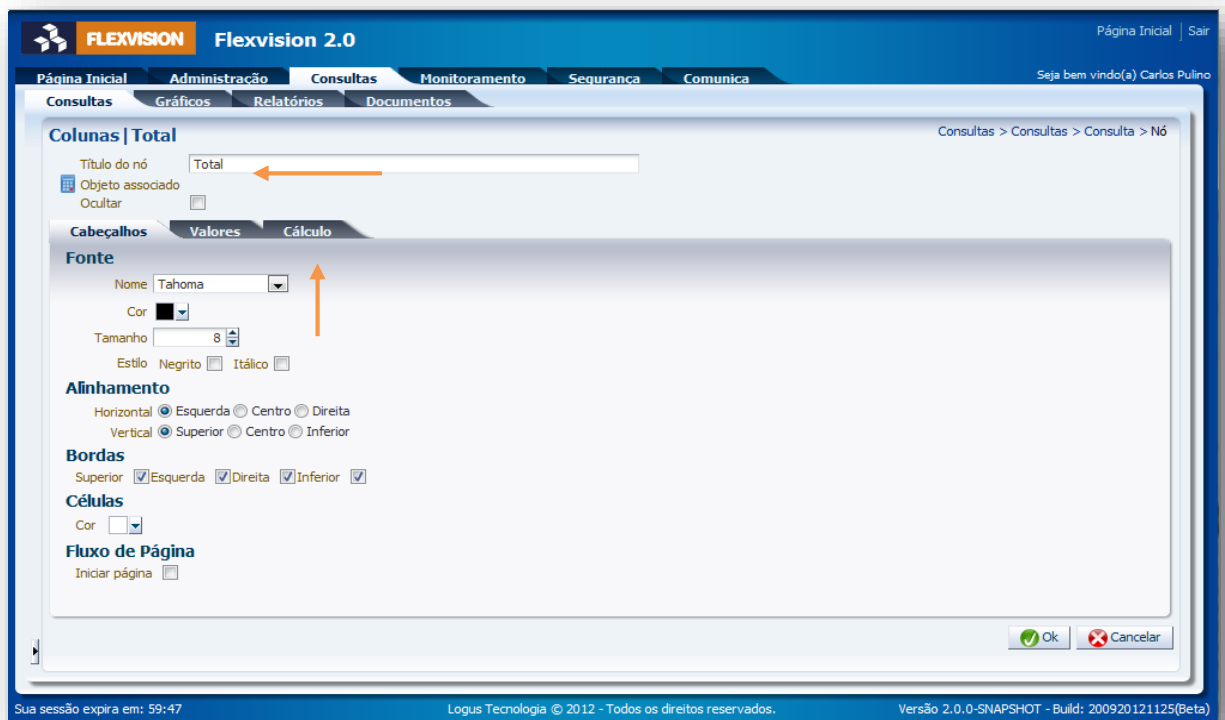 FLEXVISION Flexvision 2.0 Página Inicial | Sair
Página Inicial Administração Consultas Monitoramento Segurança Comunica Seja bem vindo(a) Carlos Pulino
Consultas Gráficos Relatórios Documentos
Colunas | Total Consultas > Consultas > Consulta > Nó
Título do nó Total
Objeto associado
Ocultar
Cabeçalhos Valores Cálculo
Fonte
Nome Tahoma
Cor
Tamanho 8
Estilo Negrito Itálico
Alinhamento
Horizontal Esquerda Centro Direita
Vertical Superior Centro Inferior
Bordas
Superior Esquerda Direita Inferior
Células
Cor
Fluxo de Página
Iniciar página
Ok Cancelar
Sua sessão expira em: 59:47 Logus Tecnologia © 2012 - Todos os direitos reservados. Versão 2.0.0-SNAPSHOT - Build: 200920121125(Beta)